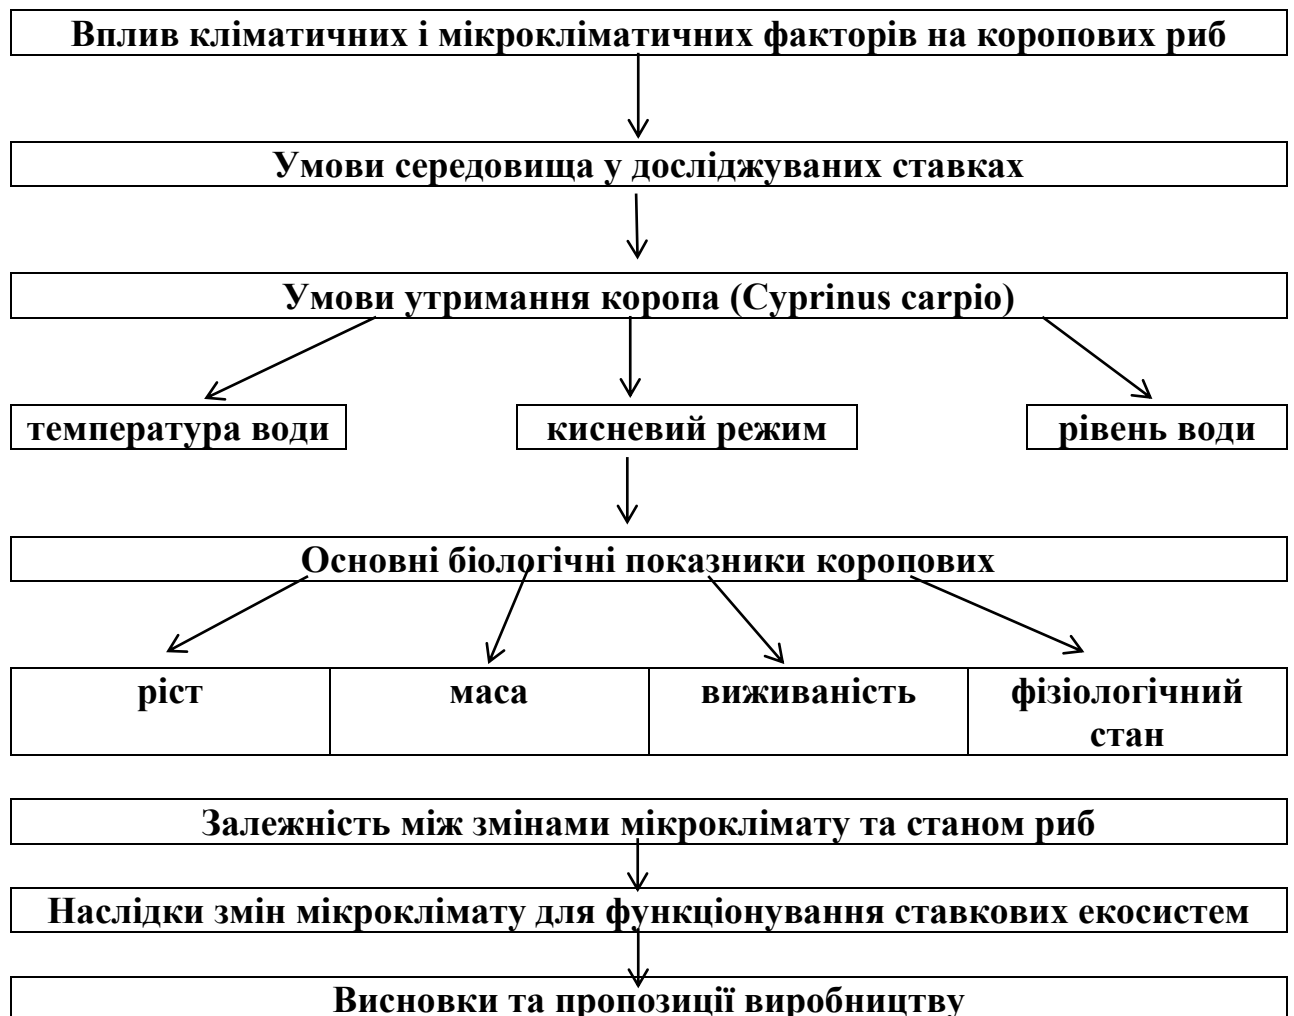 Вплив кліматичних і мікрокліматичних факторів на коропових риб
Умови середовища у досліджуваних ставках
Умови утримання коропа (Cyprinus carpio)
температура води
кисневий режим
рівень води
Основні біологічні показники коропових
ріст
маса
виживаність
фізіологічний
стан
Залежність між змінами мікроклімату та станом риб
Наслідки змін мікроклімату для функціонування ставкових екосистем
Висновки та пропозиції виробництву